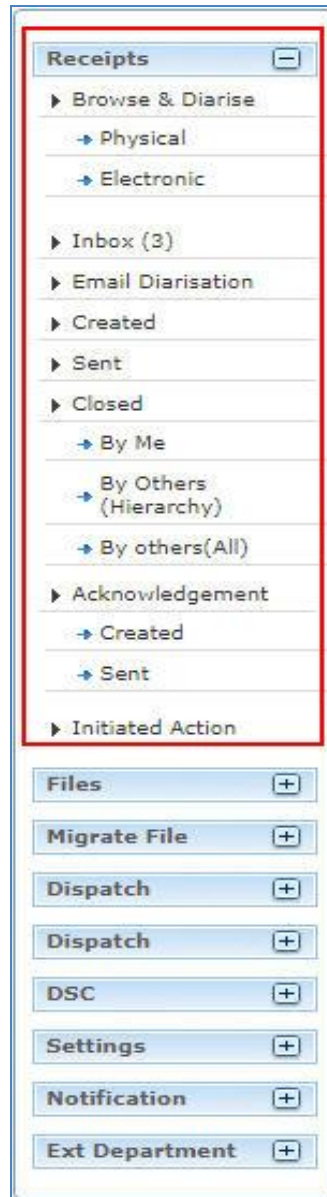 Receipts
Browse & Diarise
Physical
Electronic
Inbox (3)
Email Diarisation
Created
Sent
Closed
By Me
By Others
(Hierarchy)
By others(All)
Acknowledgement
Created
Sent
Initiated Action
Files
Migrate File
Dispatch
Dispatch
DSC
Settings
Notification
Ext Department